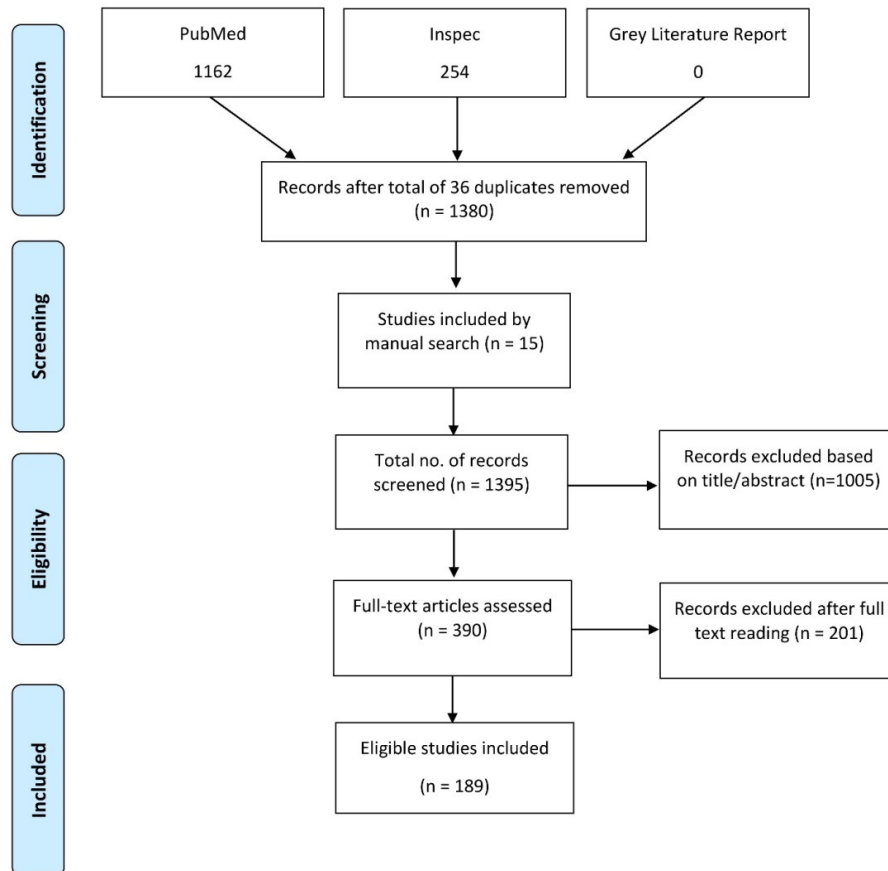 Identification
PubMed
1162
Inspec
254
Grey Literature Report
0
Records after total of 36 duplicates removed
(n = 1380)
Screening
Studies included by
manual search (n = 15)
Total no. of records
screened (n = 1395)
Records excluded based
on title/abstract (n=1005)
Eligibility
Full-text articles assessed
(n = 390)
Records excluded after full
text reading (n = 201)
Included
Eligible studies included
(n = 189)